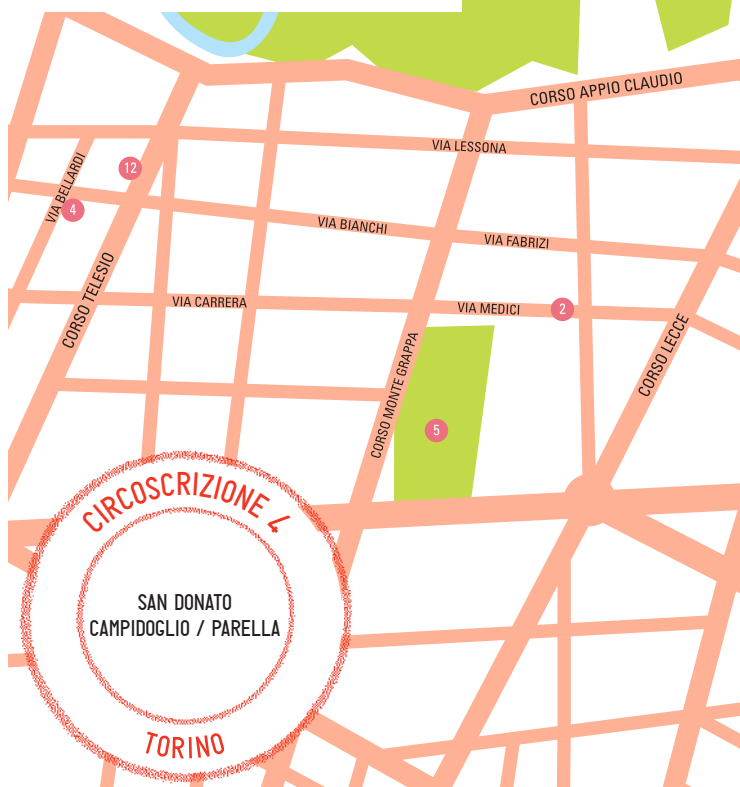 CORSO APPIO CLAUDIO
VIA LESSONA
12
VIA BELLARDI
4
VIA BIANCHI
VIA FABRIZI
CORSO TELESIO
VIA CARRERA
VIA MEDICI
2
CORSO LECCE
CORSO MONTE GRAPPA
5
CIRCOSCRIZIONE 4
SAN DONATO
CAMPIDOGLIO / PARELLA
TORINO